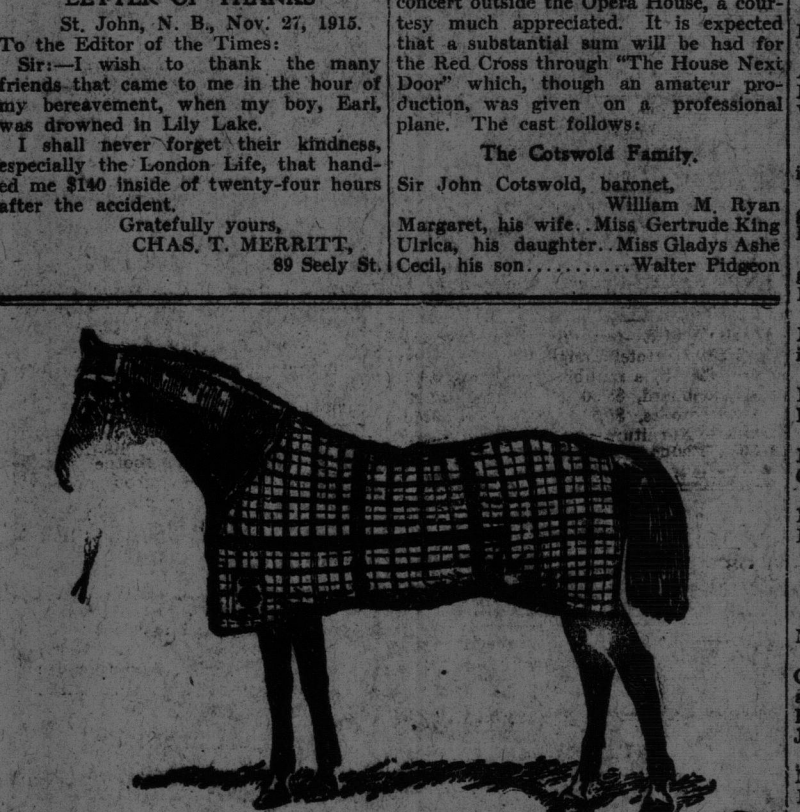 LETTER OF THANKS
St. John, N. B., Nov. 27, 1915.
To the Editor of the Times:
Sir:—I wish to thank the many
friends that came to me in the hour of
my bereavement, when my boy, Earl,
was drowned in Lily Lake.
I shall never forget their kindness,
especially the London Life, that hand-
ed me $140 inside of twenty-four hours
after the accident.
Gratefully yours,
CHAS. T. MERRITT,
89 Seely St.
concert outside the Opera House, a cour-
tesy much appreciated. It is expected
that a substantial sum will be had for
the Red Cross through "The House Next
Door" which, though an amateur pro-
duction, was given on a professional
plane. The cast follows:
The Cotswold Family.
Sir John Cotswold, baronet,
William M. Ryan
Margaret, his wife..Miss Gertrude King
Ulrica, his daughter..Miss Gladys Ashe
Cecil, his son...........Walter Pidgeon